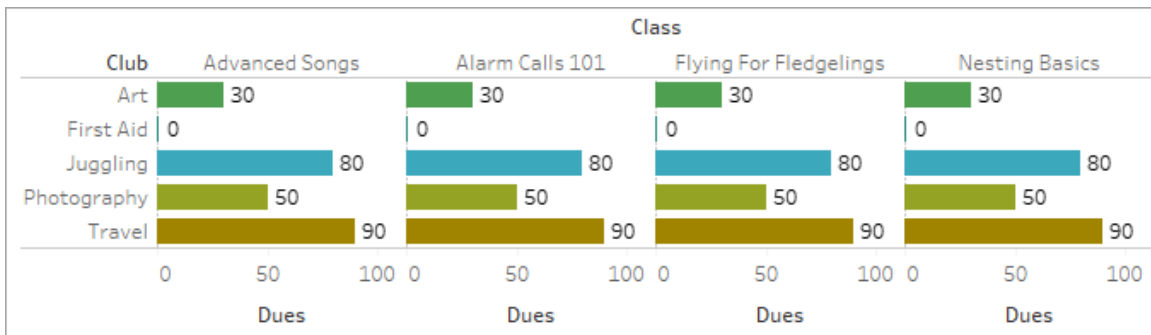 Class
Club Advanced Songs Alarm Calls 101 Flying For Fledgelings Nesting Basics
Art 30 30 30 30
First Aid 0 0 0 0
Juggling 80 80 80 80
Photography 50 50 50 50
Travel 90 90 90 90
0 50 100 0 50 100 0 50 100 0 50 100
Dues Dues Dues Dues